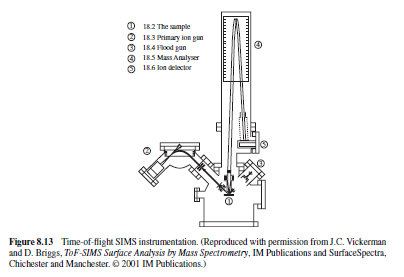 ① 18.2 The sample
② 18.3 Primary ion gun
③ 18.4 Flood gun
④ 18.5 Mass Analyser
⑤ 18.6 Ion detector
④
⑤
②
③
①
Figure 8.13 Time-of-flight SIMS instrumentation. (Reproduced with permission from J.C. Vickerman
and D. Briggs, ToF-SIMS Surface Analysis by Mass Spectrometry, IM Publications and SurfaceSpectra,
Chichester and Manchester. © 2001 IM Publications.)